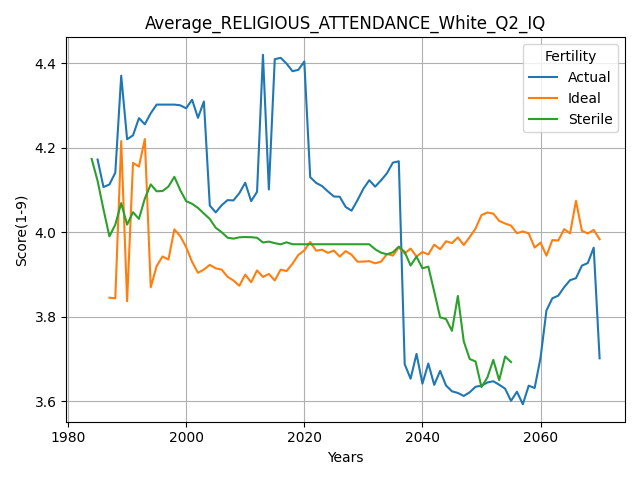 Average_RELIGIOUS_ATTENDANCE_White_Q2_IQ
Fertility
Actual
Ideal
Sterile
Score(1-9)
4.4
4.2
4.0
3.8
3.6
1980
2000
2020
2040
2060
Years